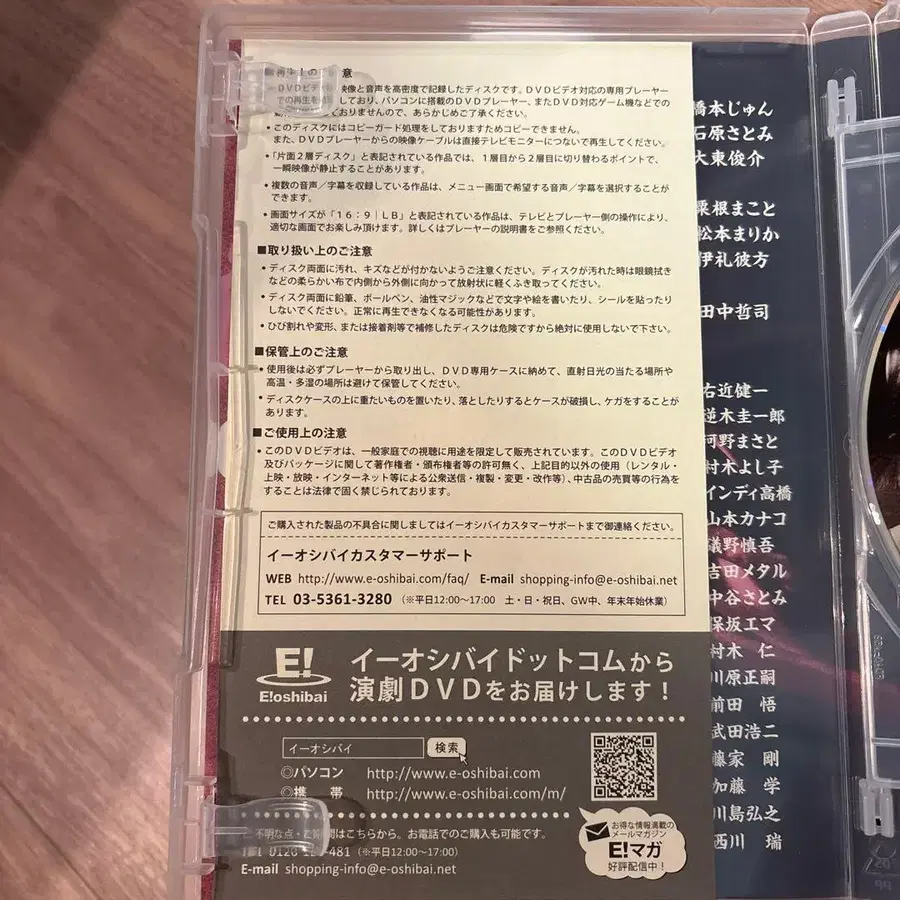 ■再生上のご注意
DVDビデオは映像と音声を高密度で記録したディスクです。DVDビデオ対応の専用プレーヤー
しており、パソコンに搭載のDVDプレーヤー、またDVD対応ゲーム機などでの
おりませんので、あらかじめご了承ください。
•このディスクにはコピーガード処理をしておりますためコピーできません。
また、DVDプレーヤーからの映像ケーブルは直接テレビモニターにつないで再生してください。
•「片面2層ディスク」と表記されている作品では、1層目から2層目に切り替わるポイントで、
一瞬映像が静止することがあります。
•複数の音声／字幕を収録している作品は、メニュー画面で希望する音声／字幕を選択することが
できます。
•画面サイズが「16：9｜LB」と表記されている作品は、テレビとプレーヤー側の操作により、
適切な画面でお楽しみ頂けます。詳しくはプレーヤーの説明書をご参照ください。
■取り扱い上のご注意
•ディスク両面に汚れ、キズなどが付かないようご注意ください。ディスクが汚れた時は眼鏡拭き
などの柔らかい布で内側から外側に向かって放射状に軽くふき取ってください。
•ディスク両面に鉛筆、ボールペン、油性マジックなどで文字や絵を書いたり、シールを貼ったり
しないでください。正常に再生できなくなる可能性があります。
•ひび割れや変形、または接着剤等で補修したディスクは危険ですから絶対に使用しないで下さい。
■保管上のご注意
•使用後は必ずプレーヤーから取り出し、DVD専用ケースに納めて、直射日光の当たる場所や
高温・多湿の場所は避けて保管してください。
•ディスクケースの上に重たいものを置いたり、落としたりするとケースが破損し、ケガをすることが
あります。
■ご使用上の注意
•このDVDビデオは、一般家庭での視聴に用途を限定して販売されています。このDVDビデオ
及びパッケージに関して著作権者・頒布権者等の許可無く、上記目的以外の使用（レンタル・
上映・放映・インターネット等による公衆送信・複製・変更・改作等）、中古品の売買等の行為を
することは法律で固く禁じられております。
ご購入された製品の不具合に関しましてはイーオシバイカスタマーサポートまで御連絡ください。
イーオシバイカスタマーサポート
WEB http://www.e-oshibai.com/faq/ E-mail shopping-info@e-oshibai.net
TEL 03-5361-3280 （※平日12:00～17:00 土・日・祝日、GW中、年末年始休業）
E!
E!oshibai
イーオシバイドットコムから
演劇DVDをお届けします！
イーオシバイ 検索
◎パソコン http://www.e-oshibai.com
◎携 帯 http://www.e-oshibai.com/m/
ご不明な点・ご質問はこちらから。お電話でのご購入も可能です。
TEL 0120 481 （※平日12:00～17:00）
E-mail shopping-info@e-oshibai.net
お得な情報満載の
メールマガジン
E!マガ
好評配信中！
橋本じゅん
石原さとみ
大東俊介
粟根まこと
松本まりか
伊礼彼方
田中哲司
右近健一
逆木圭一郎
河野まさと
村木よし子
インディ高橋
山本カナコ
礒野慎吾
吉田メタル
中谷さとみ
保坂エマ
村木 仁
川原正嗣
前田 悟
武田浩二
藤家 剛
加藤 学
川島弘之
西川 瑞